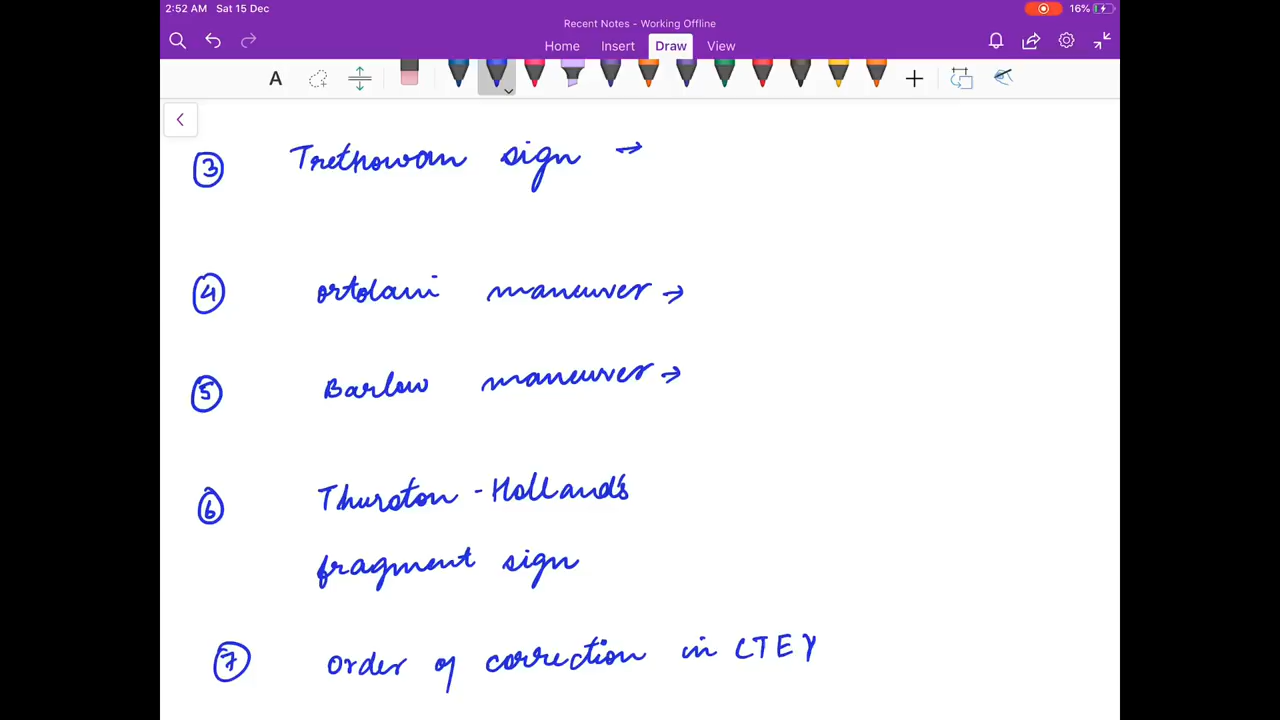 2:52 AM Sat 15 Dec
16%
Recent Notes - Working Offline
Home Insert Draw View
A
3 Trethowan sign →
4 ortolani maneuver →
5 Barlow maneuver →
6 Thurston - Holland's
fragment sign
7 order of correction in CTEV